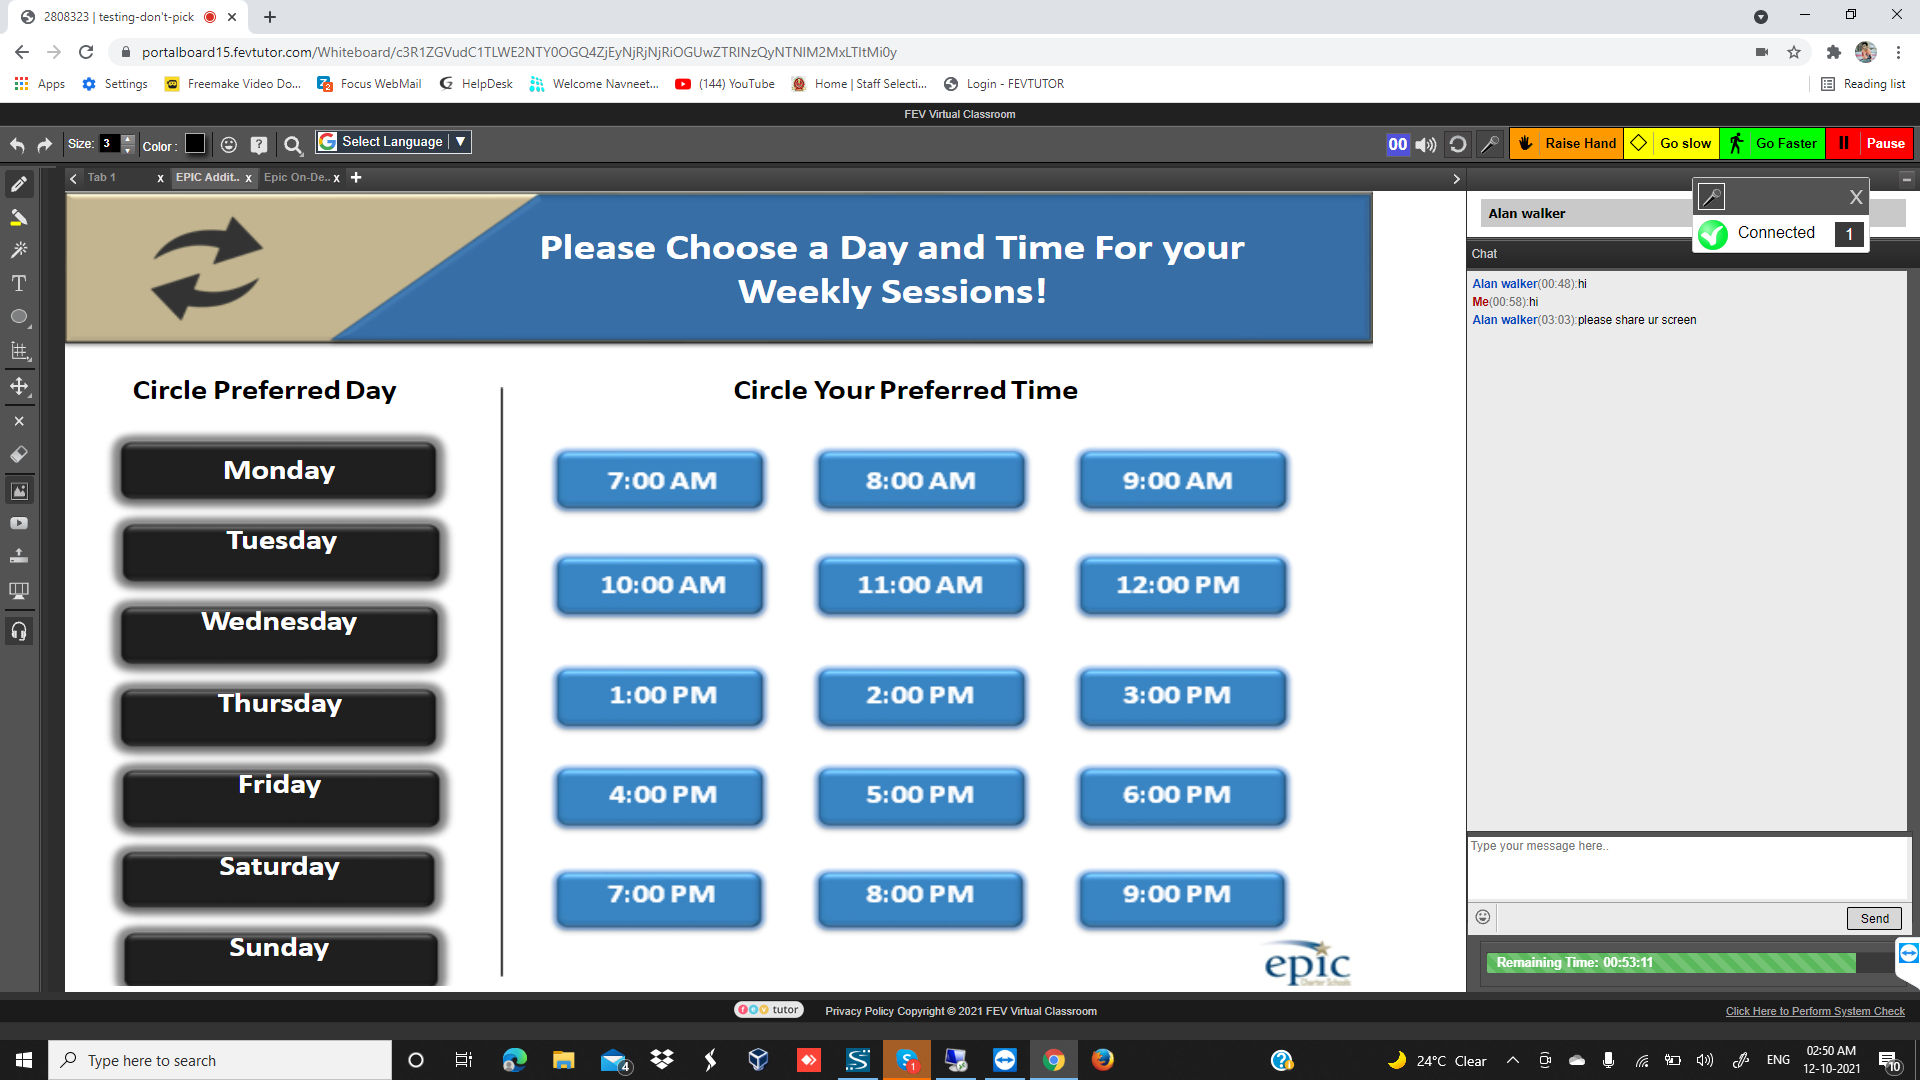 2808323 | testing-don't-pick
portalboard15.fevtutor.com/Whiteboard/c3R1ZGVudC1TLWE2NTY0OGQ4ZjEyNjRjNjRiOGUwZTRlNzQyNTNlM2MxLTItMi0y
Apps Settings Freemake Video Do... Focus WebMail HelpDesk Welcome Navneet... (144) YouTube Home | Staff Selecti... Login - FEVTUTOR Reading list
FEV Virtual Classroom
Size: 3 Color : Select Language 00 Raise Hand Go slow Go Faster Pause
Tab 1 x EPIC Addit.. x Epic On-De.. x
Please Choose a Day and Time For your
Weekly Sessions!
Circle Preferred Day
Monday
Tuesday
Wednesday
Thursday
Friday
Saturday
Sunday
Circle Your Preferred Time
7:00 AM 8:00 AM 9:00 AM
10:00 AM 11:00 AM 12:00 PM
1:00 PM 2:00 PM 3:00 PM
4:00 PM 5:00 PM 6:00 PM
7:00 PM 8:00 PM 9:00 PM
epic
Charter Schools
Alan walker
X
Connected 1
Chat
Alan walker(00:48):hi
Me(00:58):hi
Alan walker(03:03):please share ur screen
Type your message here..
Send
Remaining Time: 00:53:11
fev tutor Privacy Policy Copyright © 2021 FEV Virtual Classroom Click Here to Perform System Check
Type here to search
4
1
24°C Clear
ENG
02:50 AM
12-10-2021
10